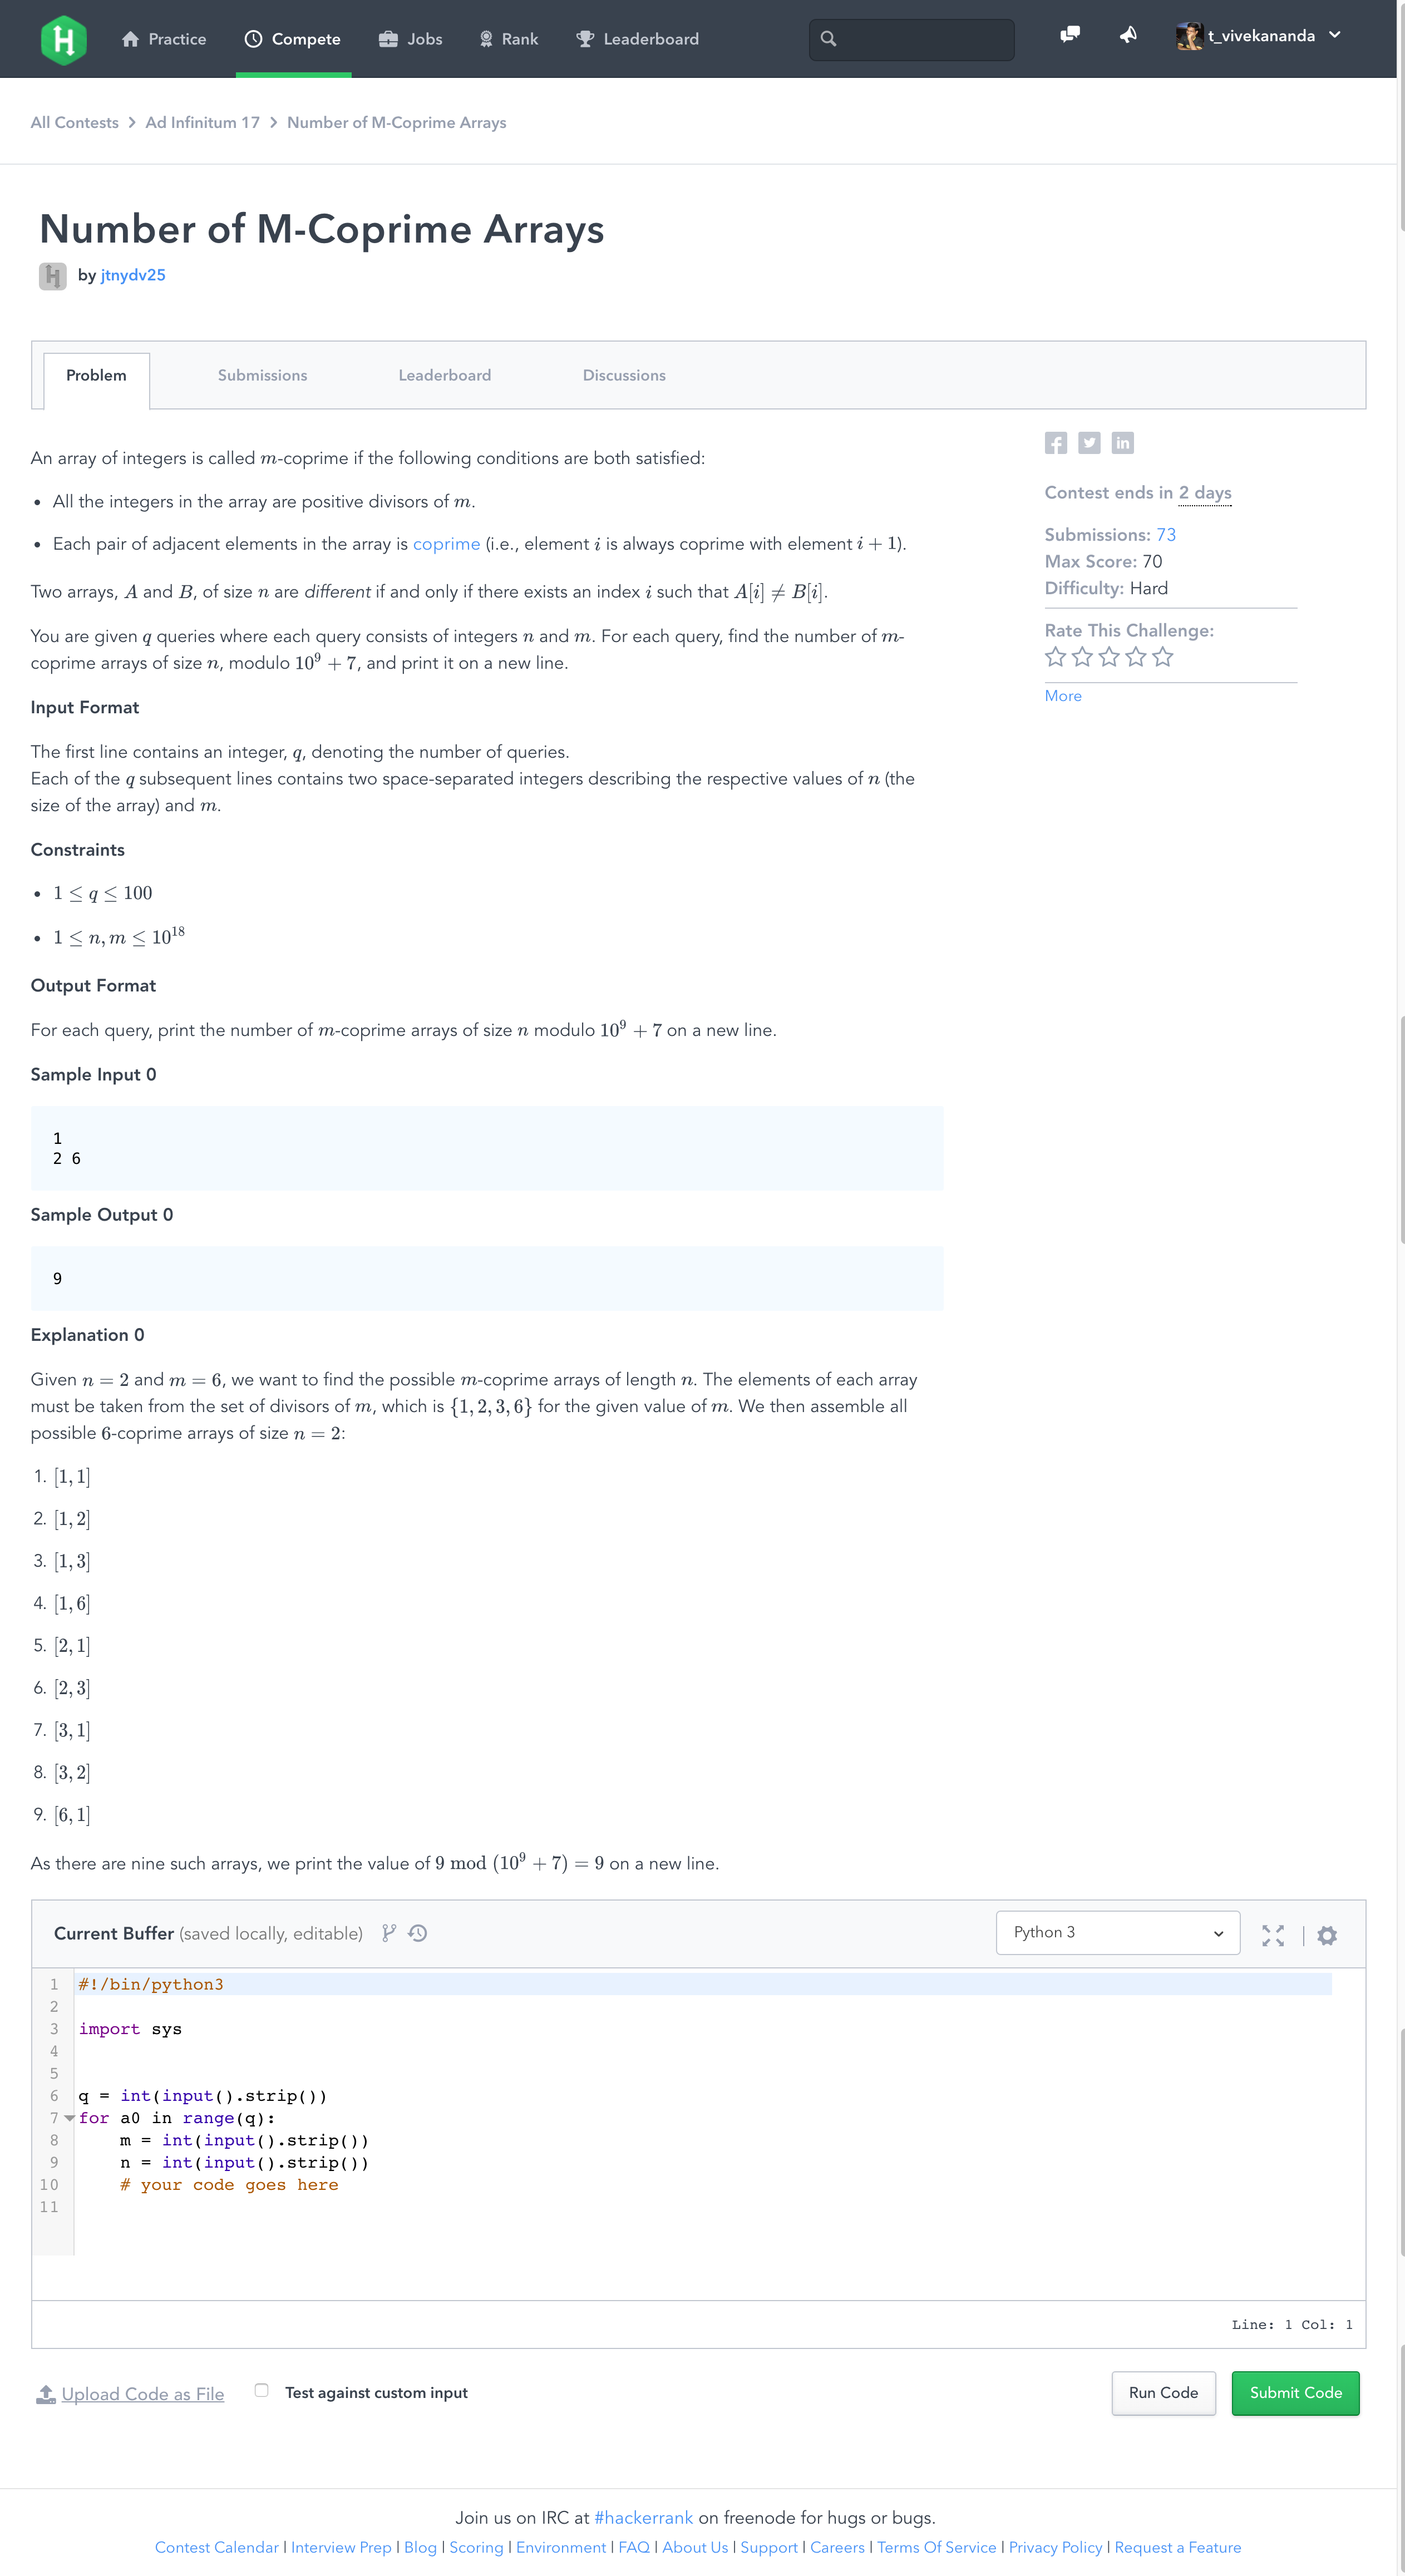 Practice Compete Jobs Rank Leaderboard t_vivekananda
All Contests > Ad Infinitum 17 > Number of M-Coprime Arrays
Number of M-Coprime Arrays
by jtnydv25
Problem Submissions Leaderboard Discussions
An array of integers is called m-coprime if the following conditions are both satisfied:
• All the integers in the array are positive divisors of m.
• Each pair of adjacent elements in the array is coprime (i.e., element i is always coprime with element i + 1).
Two arrays, A and B, of size n are different if and only if there exists an index i such that A[i] ≠ B[i].
You are given q queries where each query consists of integers n and m. For each query, find the number of m-
coprime arrays of size n, modulo 10⁹ + 7, and print it on a new line.
Input Format
The first line contains an integer, q, denoting the number of queries.
Each of the q subsequent lines contains two space-separated integers describing the respective values of n (the
size of the array) and m.
Constraints
• 1 ≤ q ≤ 100
• 1 ≤ n, m ≤ 10¹⁸
Output Format
For each query, print the number of m-coprime arrays of size n modulo 10⁹ + 7 on a new line.
Sample Input 0
1
2 6
Sample Output 0
9
Explanation 0
Given n = 2 and m = 6, we want to find the possible m-coprime arrays of length n. The elements of each array
must be taken from the set of divisors of m, which is {1, 2, 3, 6} for the given value of m. We then assemble all
possible 6-coprime arrays of size n = 2:
1. [1, 1]
2. [1, 2]
3. [1, 3]
4. [1, 6]
5. [2, 1]
6. [2, 3]
7. [3, 1]
8. [3, 2]
9. [6, 1]
As there are nine such arrays, we print the value of 9 mod (10⁹ + 7) = 9 on a new line.
Contest ends in 2 days
Submissions: 73
Max Score: 70
Difficulty: Hard
Rate This Challenge:
More
Current Buffer (saved locally, editable) Python 3
1 #!/bin/python3
2
3 import sys
4
5
6 q = int(input().strip())
7 for a0 in range(q):
8     m = int(input().strip())
9     n = int(input().strip())
10     # your code goes here
11
Line: 1 Col: 1
Upload Code as File Test against custom input Run Code Submit Code
Join us on IRC at #hackerrank on freenode for hugs or bugs.
Contest Calendar | Interview Prep | Blog | Scoring | Environment | FAQ | About Us | Support | Careers | Terms Of Service | Privacy Policy | Request a Feature